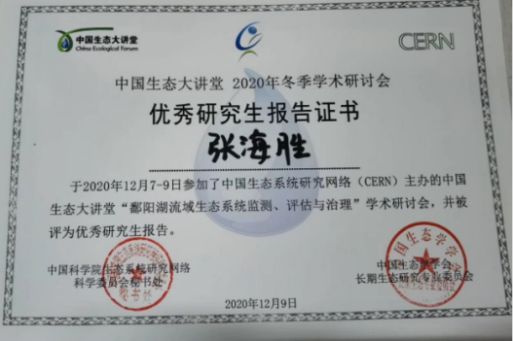 中国生态大讲堂
China Ecological Forum
CERN
中国生态大讲堂 2020年冬季学术研讨会
优秀研究生报告证书
张海胜
于2020年12月7-9日参加了中国生态系统研究网络（CERN）主办的中国
生态大讲堂“鄱阳湖流域生态系统监测、评估与治理”学术研讨会，并被
评为优秀研究生报告。
中国科学院生态系统研究网络
科学委员会秘书处
中国生态学学会
长期生态研究专业委员会
2020年12月9日